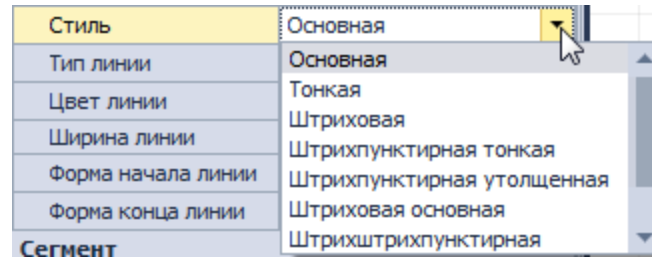 Стиль Основная
Тип линии Основная
Цвет линии Тонкая
Ширина линии Штриховая
Форма начала линии Штрихпунктирная тонкая
Форма конца линии Штрихпунктирная утолщенная
Сегмент Штриховая основная
Штрихштрихпунктирная